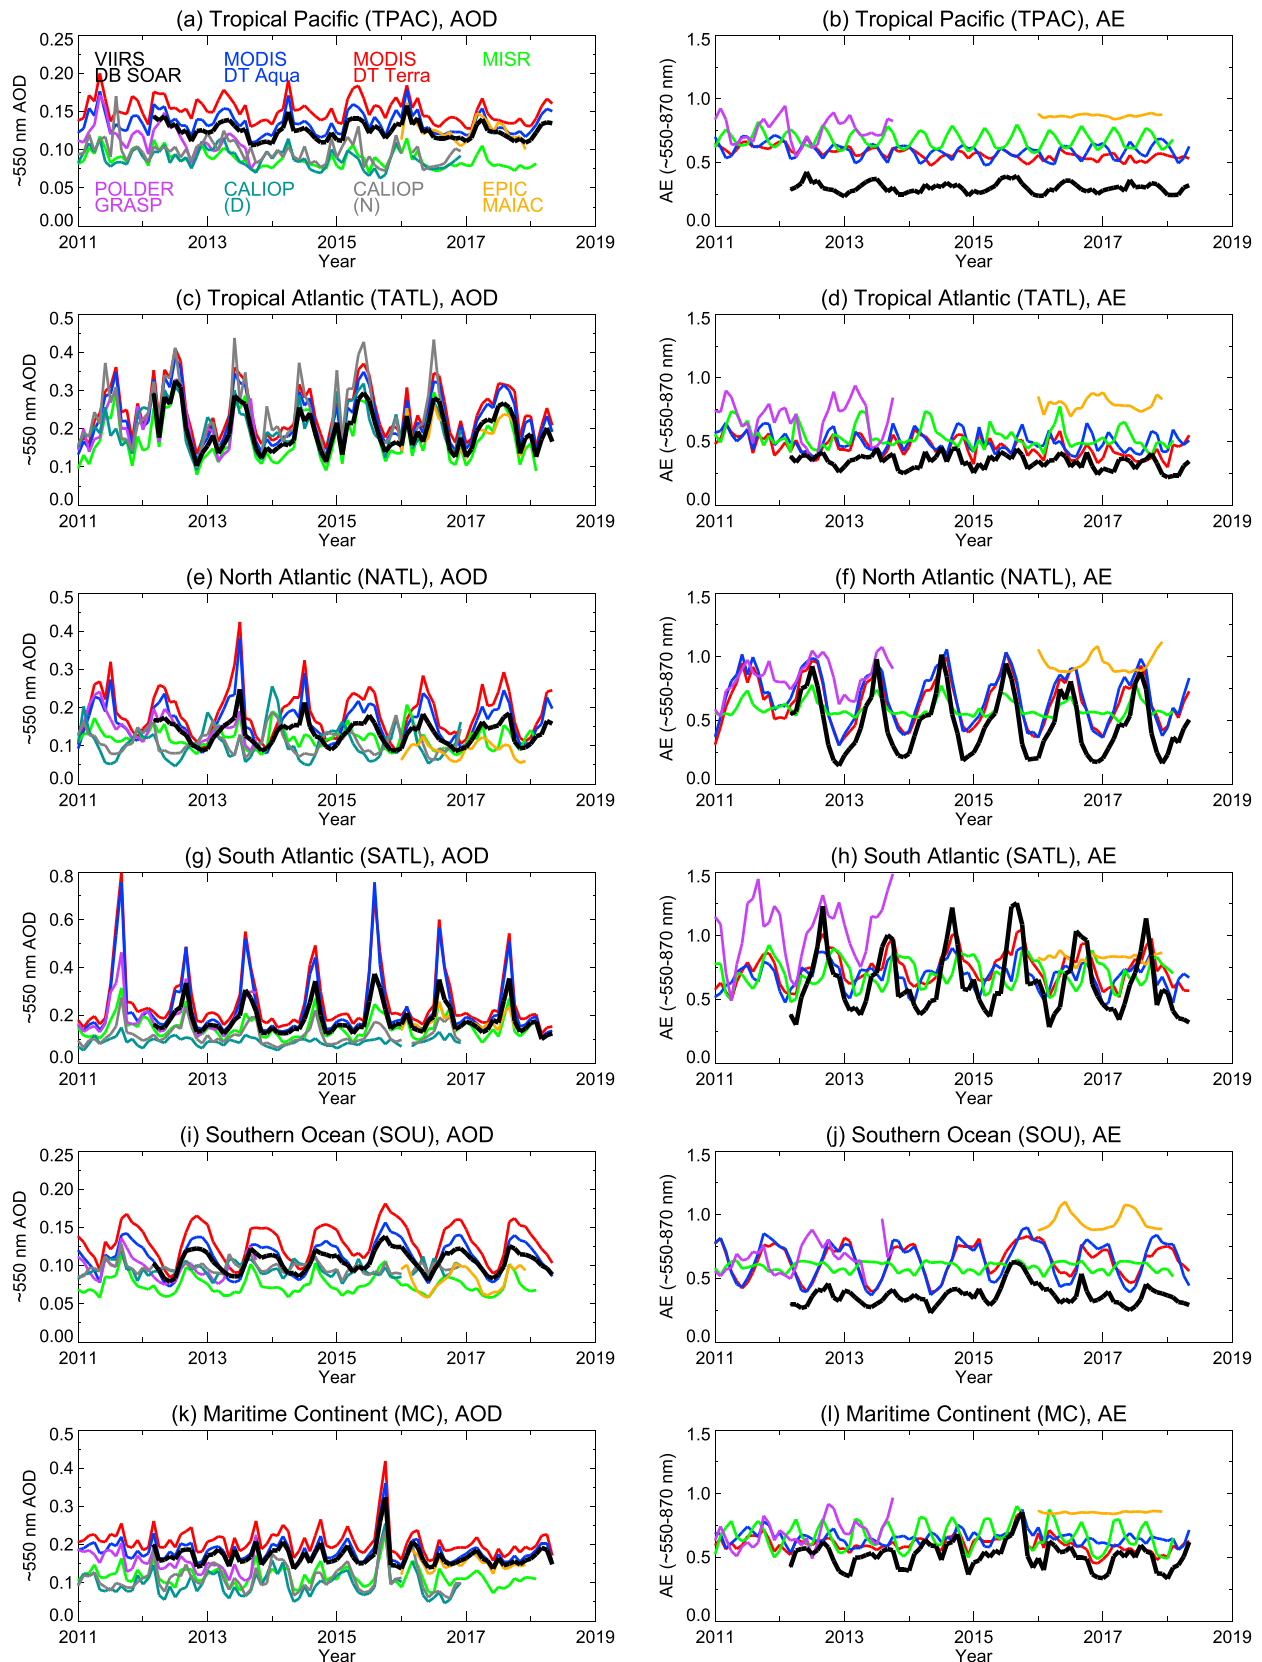 (a) Tropical Pacific (TPAC), AOD
~550 nm AOD
0.25
0.20
0.15
0.10
0.05
0.00
VIIRS
DB SOAR
MODIS
DT Aqua
MODIS
DT Terra
MISR
POLDER
GRASP
CALIOP
(D)
CALIOP
(N)
EPIC
MAIAC
2011 2013 2015 2017 2019
Year
(b) Tropical Pacific (TPAC), AE
AE (~550-870 nm)
1.5
1.0
0.5
0.0
2011 2013 2015 2017 2019
Year
(c) Tropical Atlantic (TATL), AOD
~550 nm AOD
0.5
0.4
0.3
0.2
0.1
0.0
2011 2013 2015 2017 2019
Year
(d) Tropical Atlantic (TATL), AE
AE (~550-870 nm)
1.5
1.0
0.5
0.0
2011 2013 2015 2017 2019
Year
(e) North Atlantic (NATL), AOD
~550 nm AOD
0.5
0.4
0.3
0.2
0.1
0.0
2011 2013 2015 2017 2019
Year
(f) North Atlantic (NATL), AE
AE (~550-870 nm)
1.5
1.0
0.5
0.0
2011 2013 2015 2017 2019
Year
(g) South Atlantic (SATL), AOD
~550 nm AOD
0.8
0.6
0.4
0.2
0.0
2011 2013 2015 2017 2019
Year
(h) South Atlantic (SATL), AE
AE (~550-870 nm)
1.5
1.0
0.5
0.0
2011 2013 2015 2017 2019
Year
(i) Southern Ocean (SOU), AOD
~550 nm AOD
0.25
0.20
0.15
0.10
0.05
0.00
2011 2013 2015 2017 2019
Year
(j) Southern Ocean (SOU), AE
AE (~550-870 nm)
1.5
1.0
0.5
0.0
2011 2013 2015 2017 2019
Year
(k) Maritime Continent (MC), AOD
~550 nm AOD
0.5
0.4
0.3
0.2
0.1
0.0
2011 2013 2015 2017 2019
Year
(l) Maritime Continent (MC), AE
AE (~550-870 nm)
1.5
1.0
0.5
0.0
2011 2013 2015 2017 2019
Year